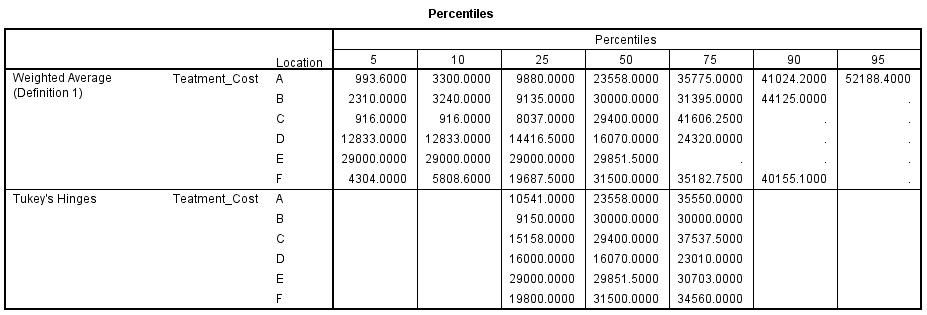 Percentiles
Percentiles
Location 5 10 25 50 75 90 95
Weighted Average Teatment_Cost A 993.6000 3300.0000 9880.0000 23558.0000 35775.0000 41024.2000 52188.4000
(Definition 1)
B 2310.0000 3240.0000 9135.0000 30000.0000 31395.0000 44125.0000 .
C 916.0000 916.0000 8037.0000 29400.0000 41606.2500 . .
D 12833.0000 12833.0000 14416.5000 16070.0000 24320.0000 . .
E 29000.0000 29000.0000 29000.0000 29851.5000 . . .
F 4304.0000 5808.6000 19687.5000 31500.0000 35182.7500 40155.1000 .
Tukey's Hinges Teatment_Cost A 10541.0000 23558.0000 35550.0000
B 9150.0000 30000.0000 30000.0000
C 15158.0000 29400.0000 37537.5000
D 16000.0000 16070.0000 23010.0000
E 29000.0000 29851.5000 30703.0000
F 19800.0000 31500.0000 34560.0000